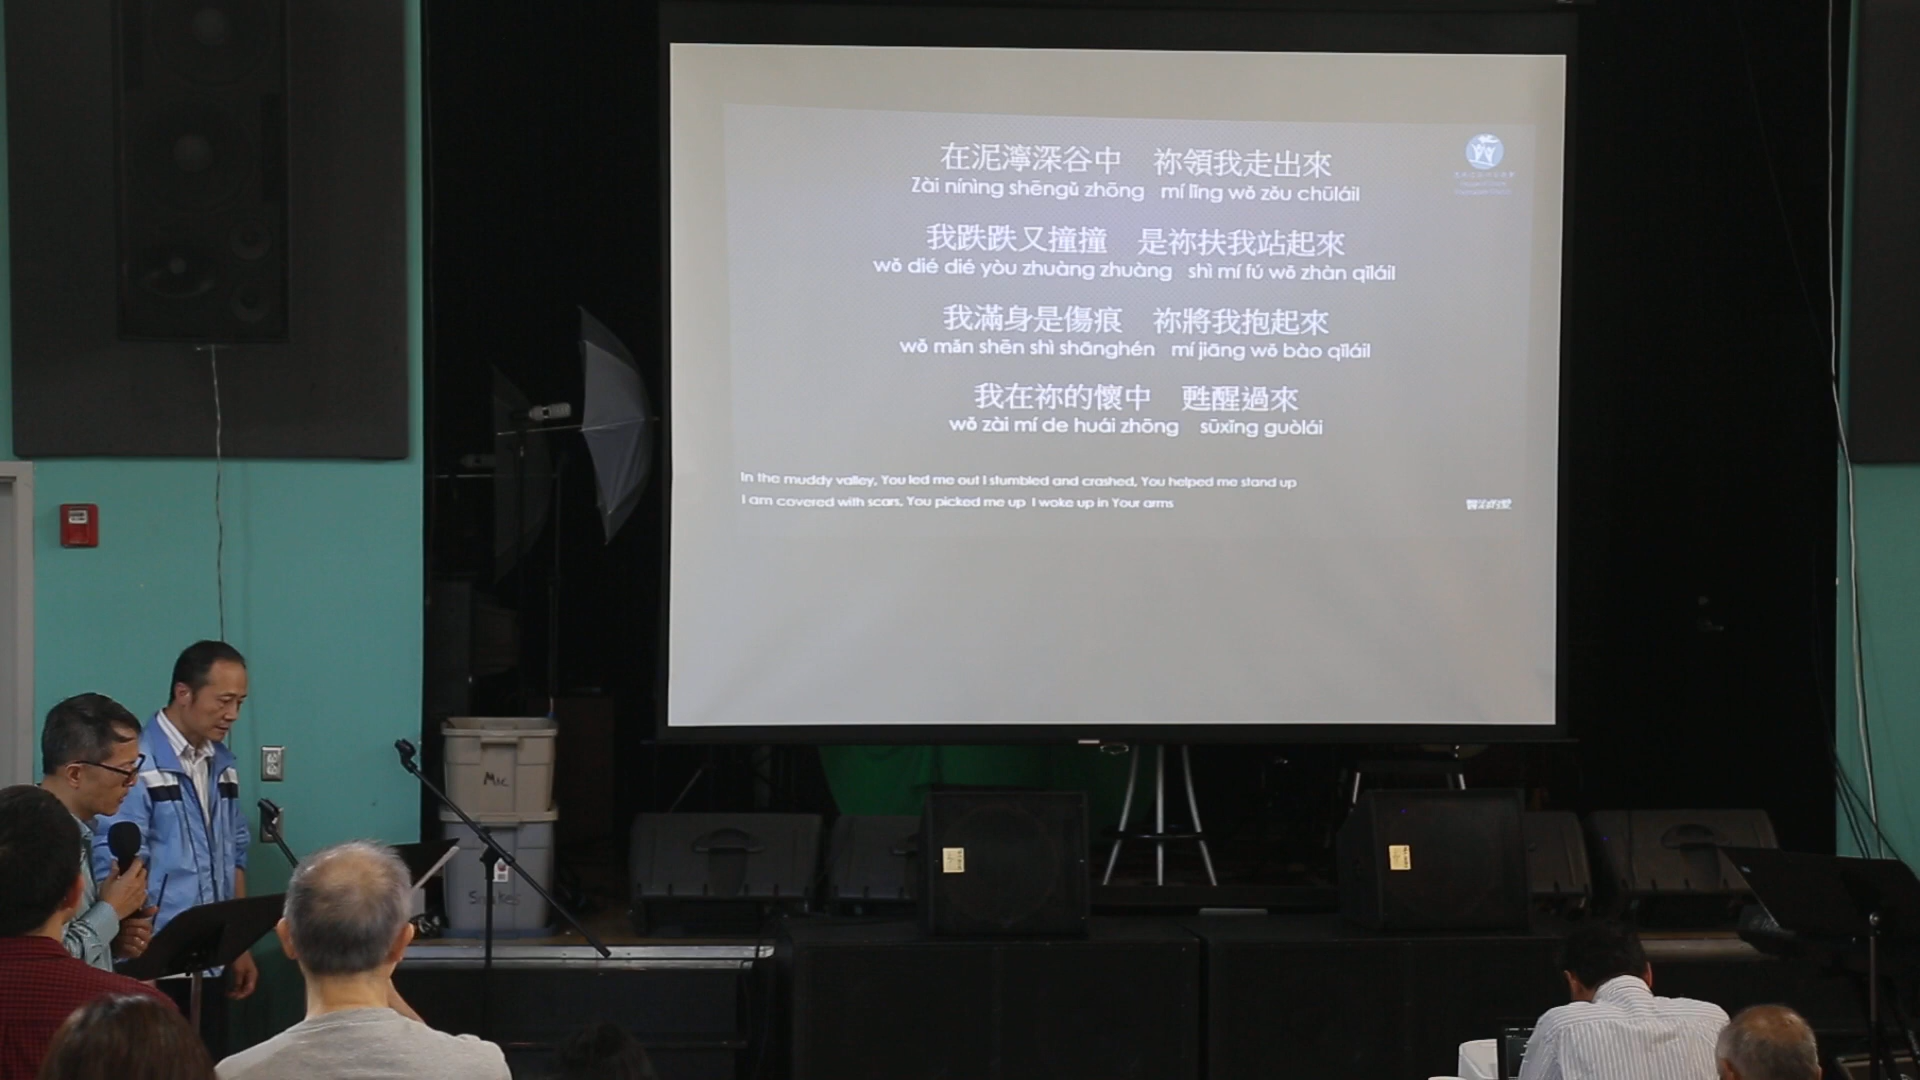 在泥濘深谷中 祢領我走出來
Zài nínìng shēngǔ zhōng mí lǐng wǒ zǒu chūláil
我跌跌又撞撞 是祢扶我站起來
wǒ dié dié yòu zhuàng zhuàng shì mí fú wǒ zhàn qǐláil
我滿身是傷痕 祢將我抱起來
wǒ mǎn shēn shì shānghén mí jiāng wǒ bào qǐláil
我在祢的懷中 甦醒過來
wǒ zài mí de huái zhōng sūxǐng guòlái
In the muddy valley, You led me out I stumbled and crashed, You helped me stand up
I am covered with scars, You picked me up I woke up in Your arms
Mic